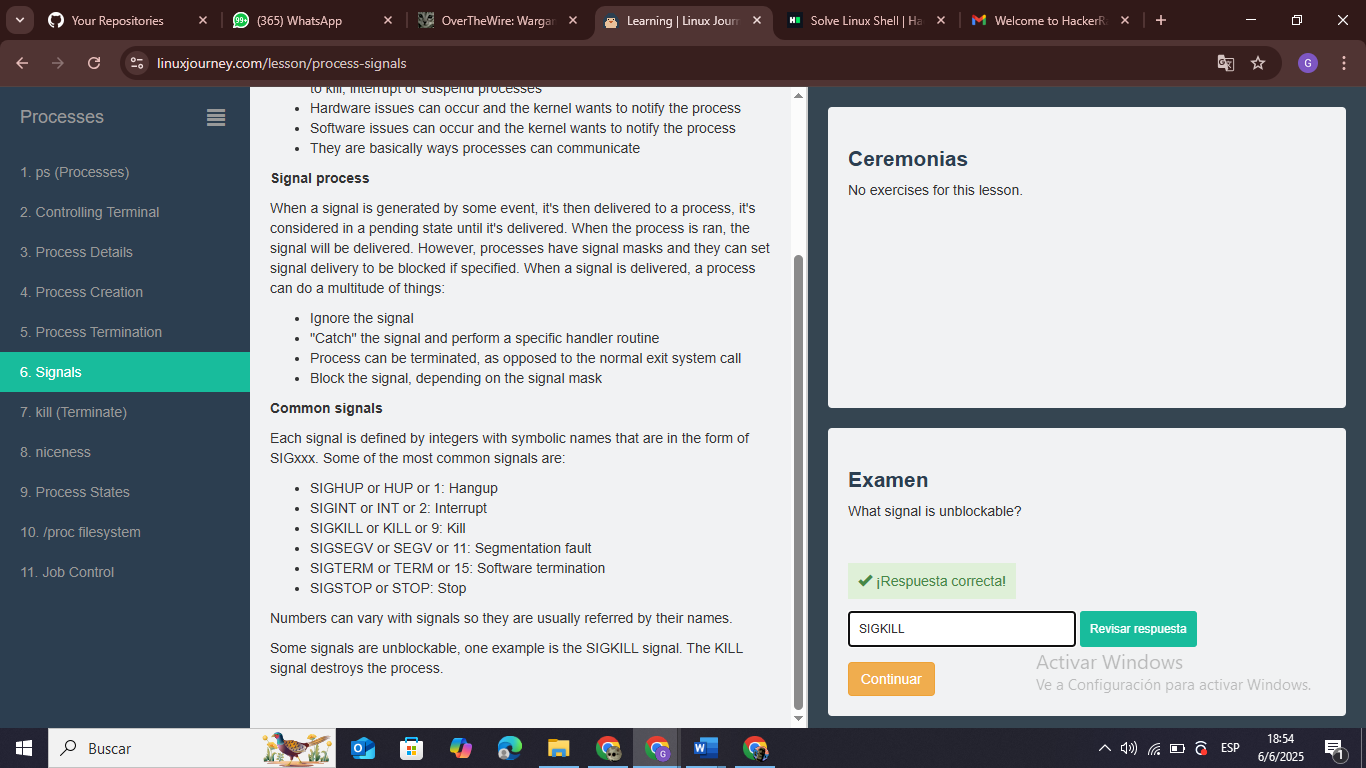 Your Repositories
(365) WhatsApp
OverTheWire: Wargar
Learning | Linux Jour
Solve Linux Shell | Ha
Welcome to HackerR
linuxjourney.com/lesson/process-signals
G
Processes
1. ps (Processes)
2. Controlling Terminal
3. Process Details
4. Process Creation
5. Process Termination
6. Signals
7. kill (Terminate)
8. niceness
9. Process States
10. /proc filesystem
11. Job Control
to kill, interrupt or suspend processes
Hardware issues can occur and the kernel wants to notify the process
Software issues can occur and the kernel wants to notify the process
They are basically ways processes can communicate
Signal process
When a signal is generated by some event, it's then delivered to a process, it's
considered in a pending state until it's delivered. When the process is ran, the
signal will be delivered. However, processes have signal masks and they can set
signal delivery to be blocked if specified. When a signal is delivered, a process
can do a multitude of things:
Ignore the signal
"Catch" the signal and perform a specific handler routine
Process can be terminated, as opposed to the normal exit system call
Block the signal, depending on the signal mask
Common signals
Each signal is defined by integers with symbolic names that are in the form of
SIGxxx. Some of the most common signals are:
SIGHUP or HUP or 1: Hangup
SIGINT or INT or 2: Interrupt
SIGKILL or KILL or 9: Kill
SIGSEGV or SEGV or 11: Segmentation fault
SIGTERM or TERM or 15: Software termination
SIGSTOP or STOP: Stop
Numbers can vary with signals so they are usually referred by their names.
Some signals are unblockable, one example is the SIGKILL signal. The KILL
signal destroys the process.
Ceremonias
No exercises for this lesson.
Examen
What signal is unblockable?
¡Respuesta correcta!
SIGKILL
Revisar respuesta
Continuar
Activar Windows
Ve a Configuración para activar Windows.
Buscar
ESP
18:54
6/6/2025
1